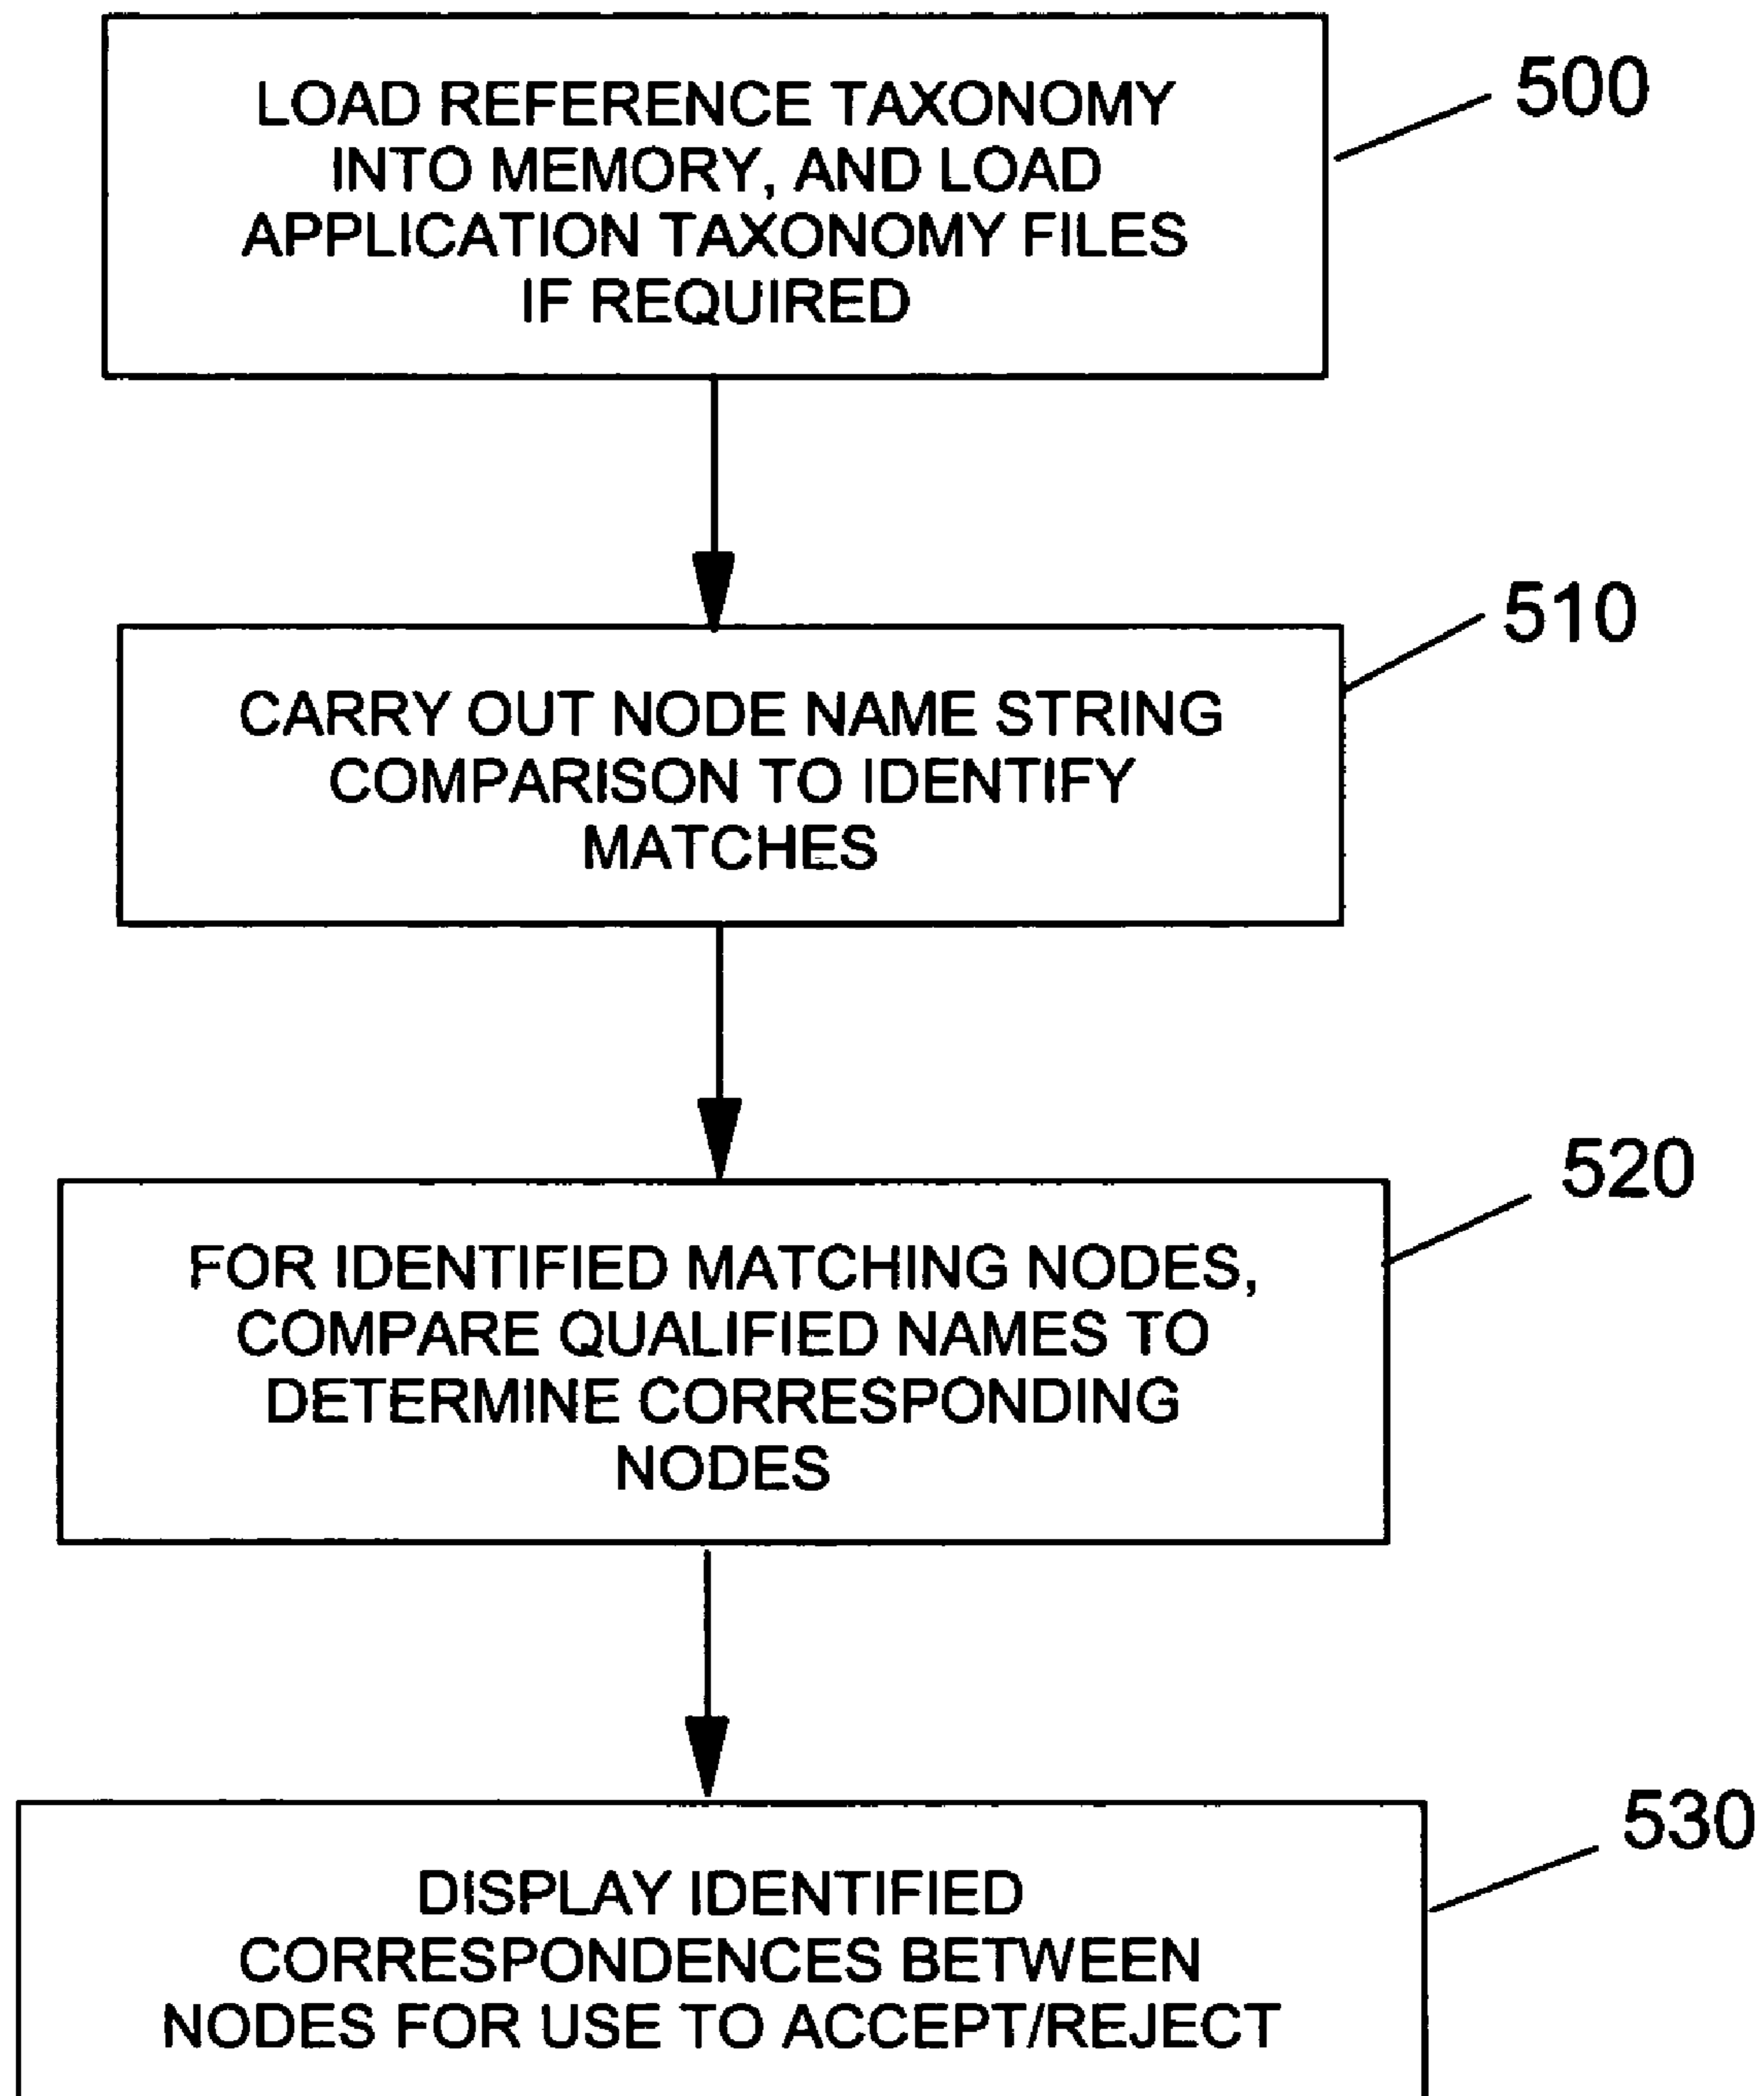 LOAD REFERENCE TAXONOMY
INTO MEMORY, AND LOAD
APPLICATION TAXONOMY FILES
IF REQUIRED
500
CARRY OUT NODE NAME STRING
COMPARISON TO IDENTIFY
MATCHES
510
FOR IDENTIFIED MATCHING NODES,
COMPARE QUALIFIED NAMES TO
DETERMINE CORRESPONDING
NODES
520
DISPLAY IDENTIFIED
CORRESPONDENCES BETWEEN
NODES FOR USE TO ACCEPT/REJECT
530